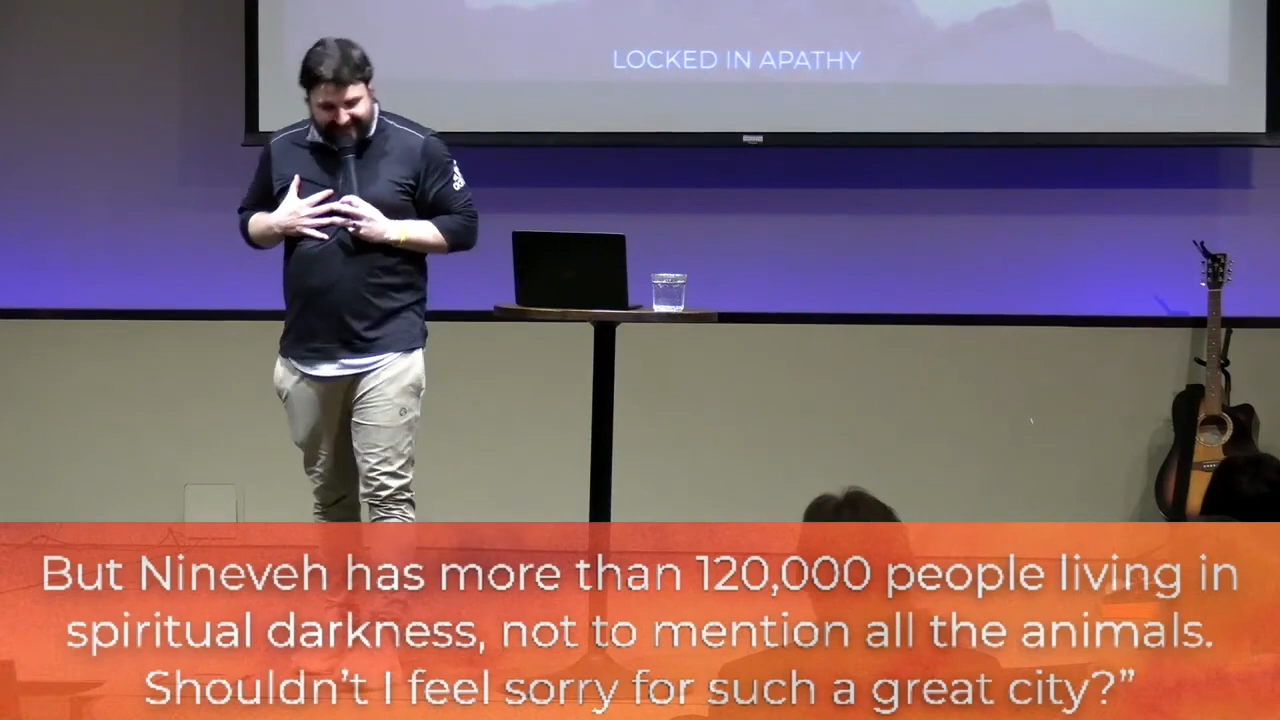 LOCKED IN APATHY
But Nineveh has more than 120,000 people living in
spiritual darkness, not to mention all the animals.
Shouldn’t I feel sorry for such a great city?”